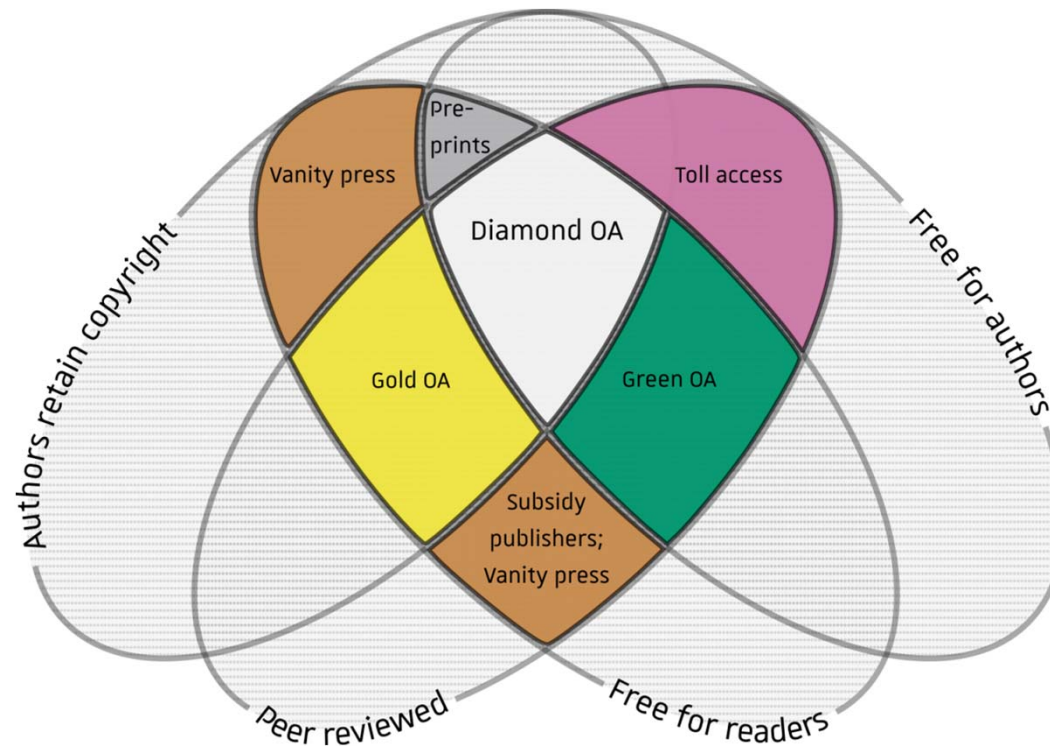 Pre-
prints
Vanity press
Toll access
Diamond OA
Gold OA
Green OA
Subsidy
publishers;
Vanity press
Authors retain copyright
Free for authors
Peer reviewed
Free for readers